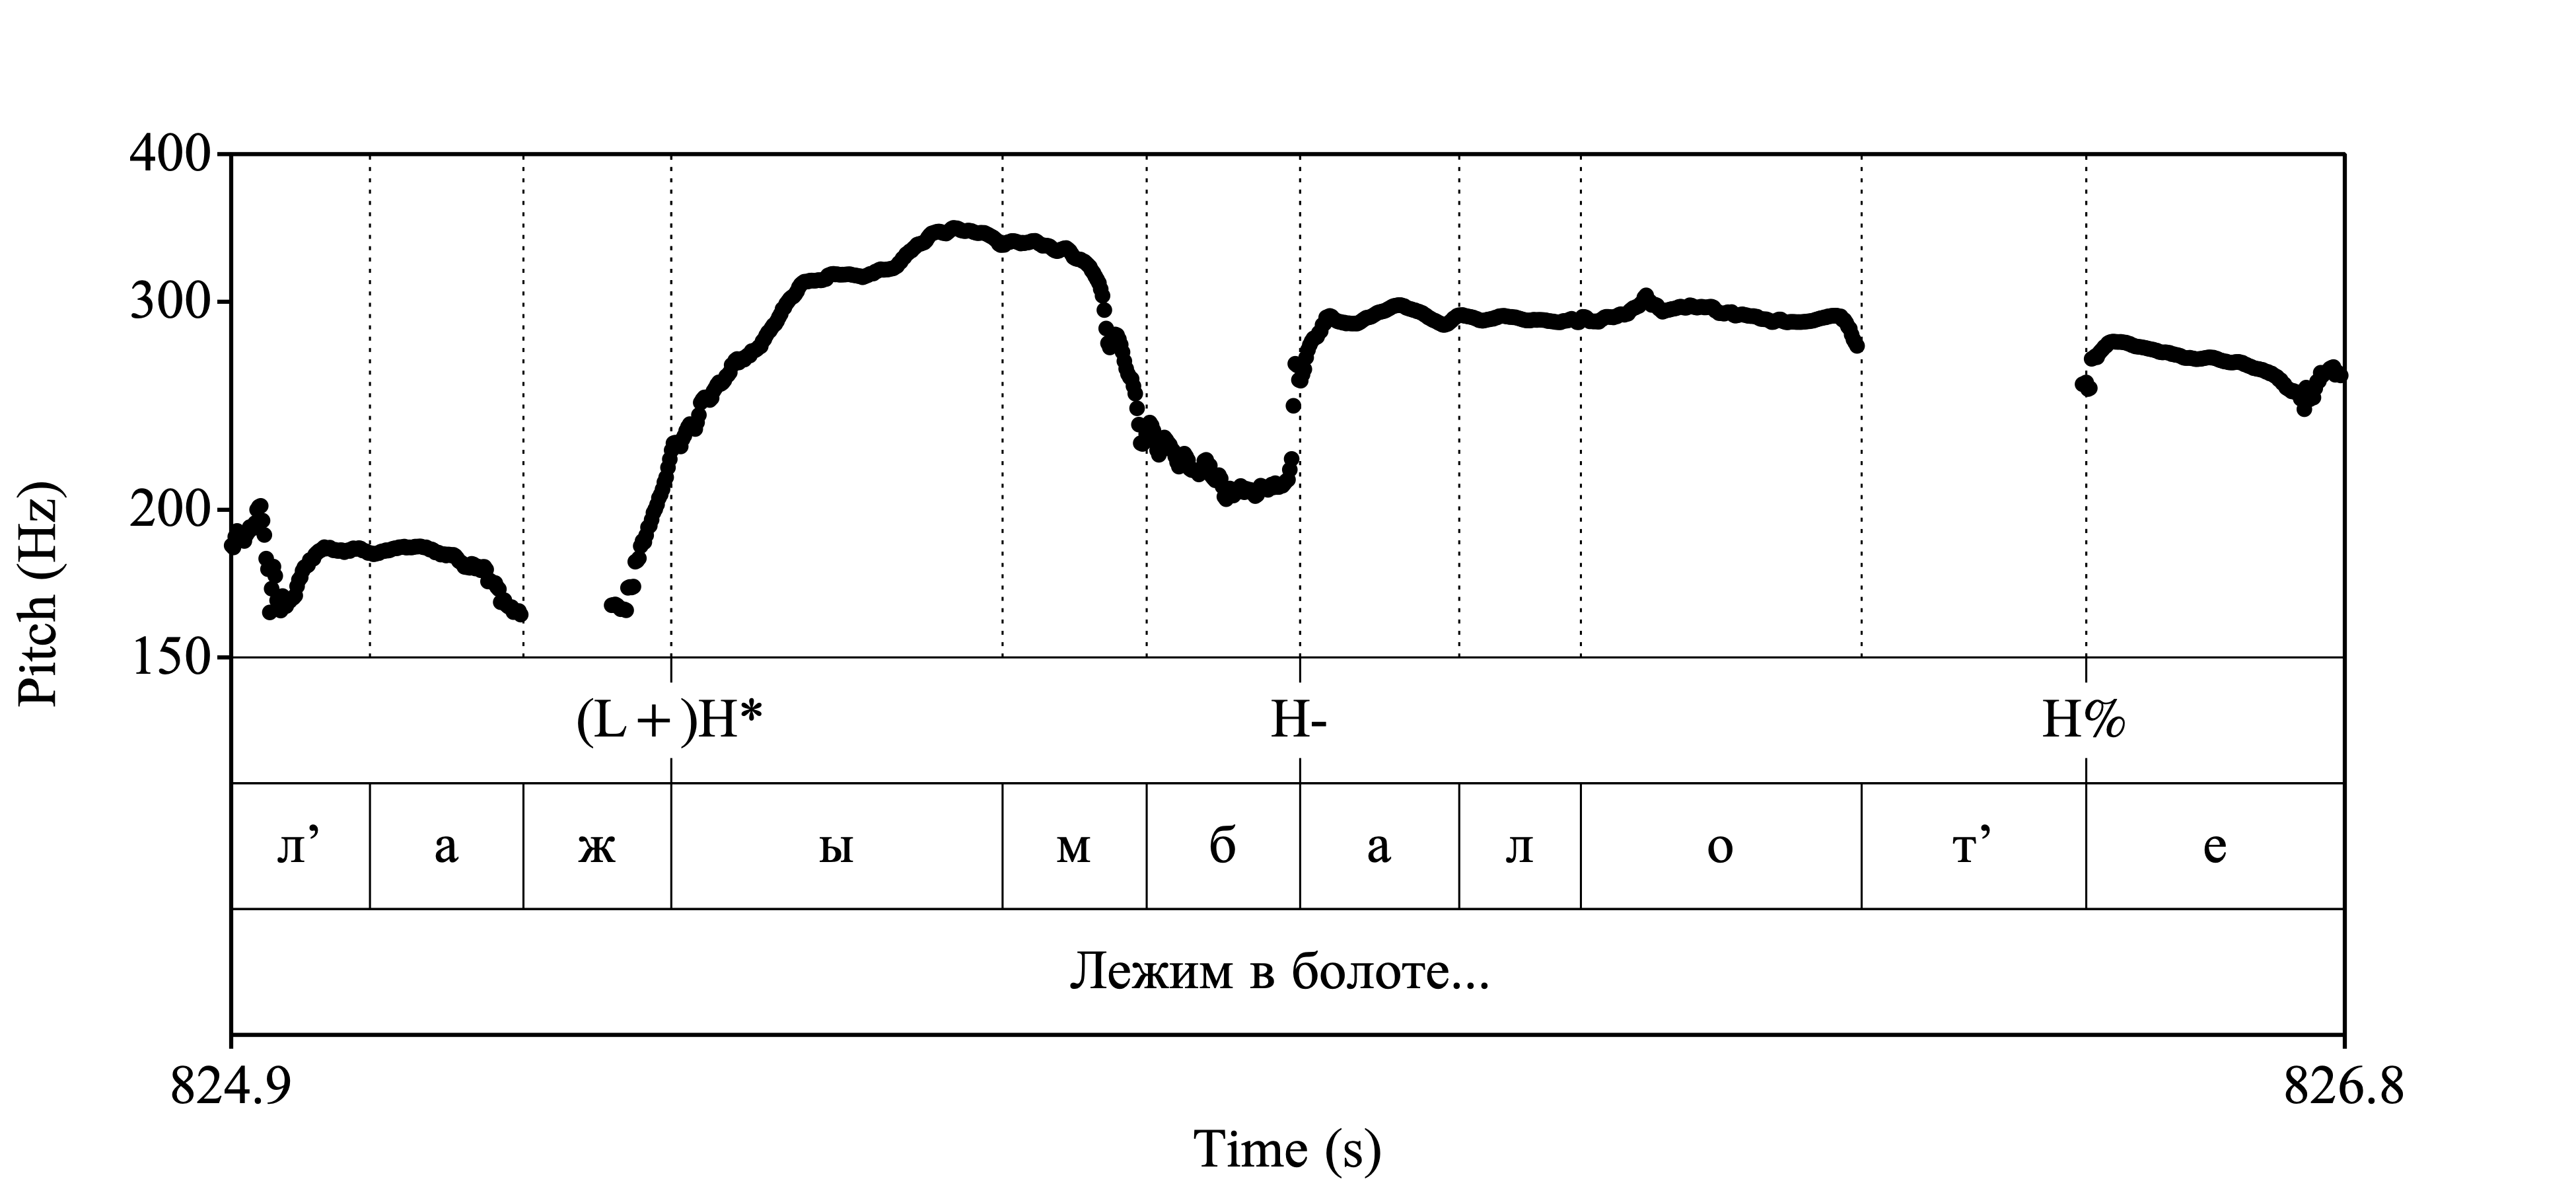 400
300
200
150
Pitch (Hz)
(L+)H* H- H%
л’ а ж ы м б а л о т’ е
Лежим в болоте...
824.9 826.8
Time (s)